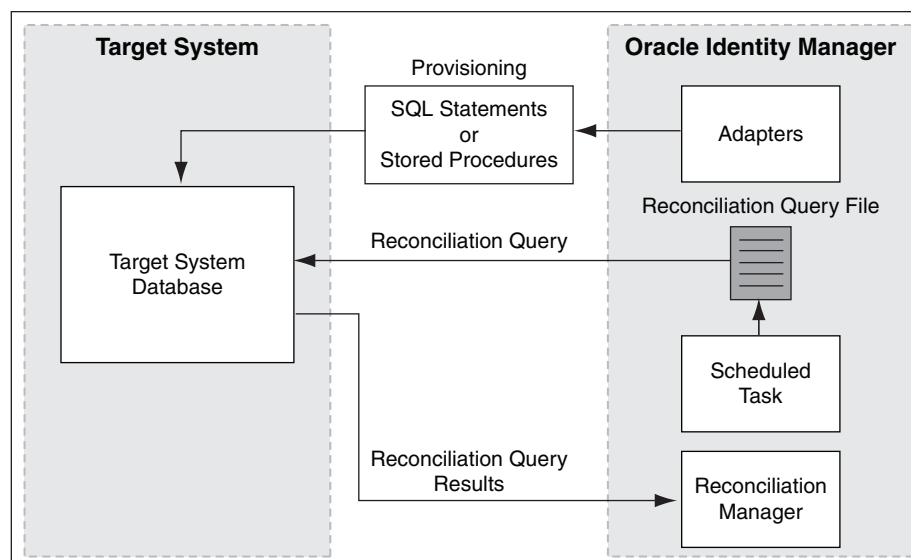 Target System
Oracle Identity Manager
Provisioning
SQL Statements
or
Stored Procedures
Adapters
Reconciliation Query File
Reconciliation Query
Target System
Database
Scheduled
Task
Reconciliation Query
Results
Reconciliation
Manager